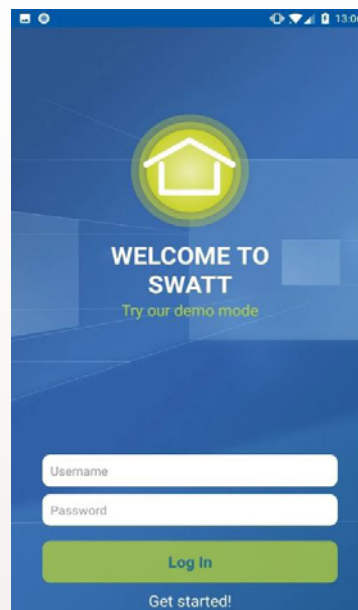 13:06
WELCOME TO
SWATT
Try our demo mode
Username
Password
Log In
Get started!